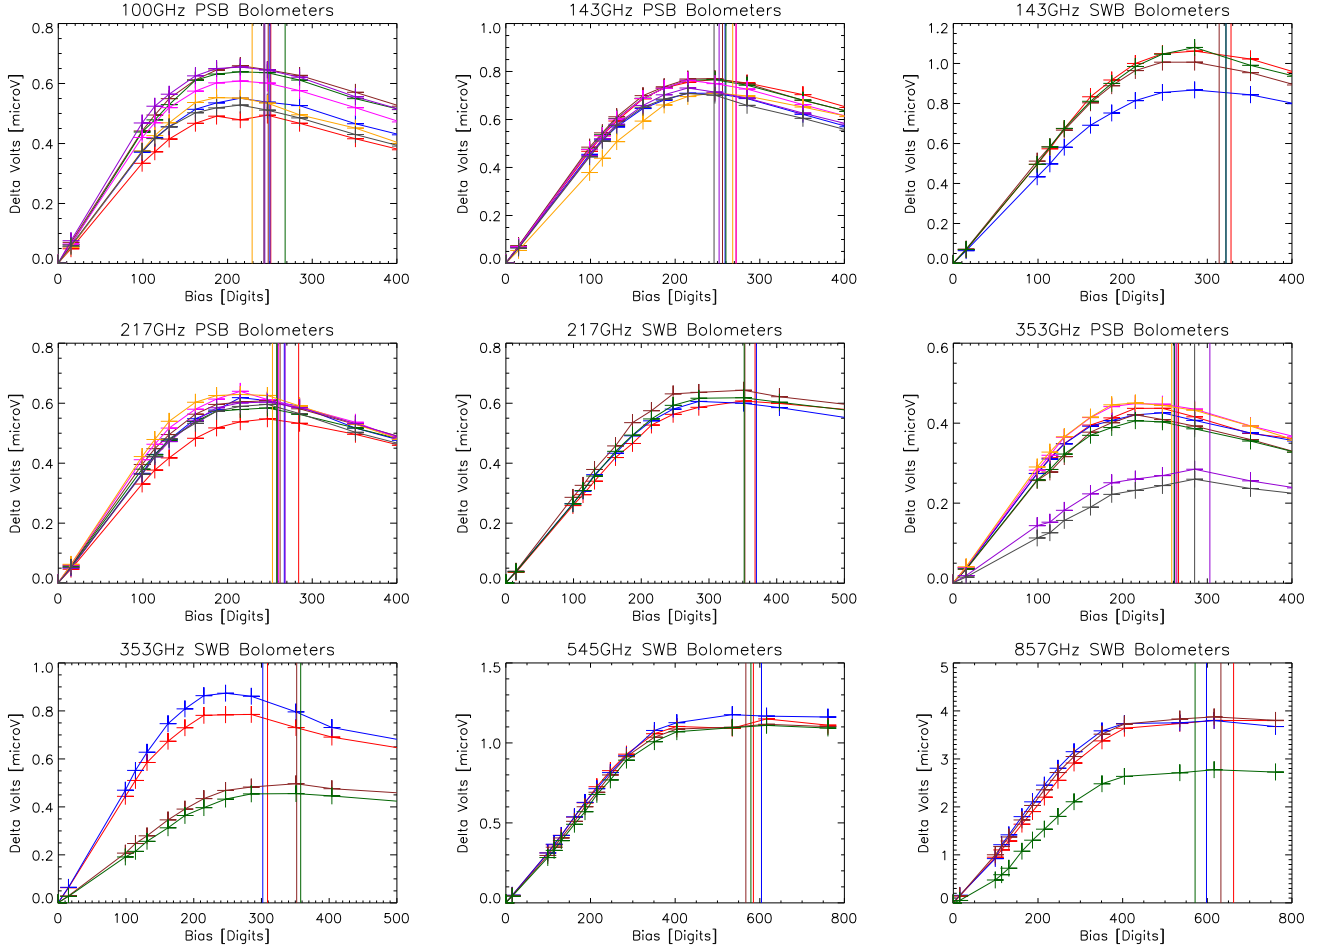 100GHz PSB Bolometers
0.8
0.6
0.4
0.2
0.0
Delta Volts [microV]
0 100 200 300 400
Bias [Digits]
143GHz PSB Bolometers
1.0
0.8
0.6
0.4
0.2
0.0
Delta Volts [microV]
0 100 200 300 400
Bias [Digits]
143GHz SWB Bolometers
1.2
1.0
0.8
0.6
0.4
0.2
0.0
Delta Volts [microV]
0 100 200 300 400
Bias [Digits]
217GHz PSB Bolometers
0.8
0.6
0.4
0.2
0.0
Delta Volts [microV]
0 100 200 300 400
Bias [Digits]
217GHz SWB Bolometers
0.8
0.6
0.4
0.2
0.0
Delta Volts [microV]
0 100 200 300 400 500
Bias [Digits]
353GHz PSB Bolometers
0.6
0.4
0.2
0.0
Delta Volts [microV]
0 100 200 300 400
Bias [Digits]
353GHz SWB Bolometers
1.0
0.8
0.6
0.4
0.2
0.0
Delta Volts [microV]
0 100 200 300 400 500
Bias [Digits]
545GHz SWB Bolometers
1.5
1.0
0.5
0.0
Delta Volts [microV]
0 200 400 600 800
Bias [Digits]
857GHz SWB Bolometers
5
4
3
2
1
0
Delta Volts [microV]
0 200 400 600 800
Bias [Digits]